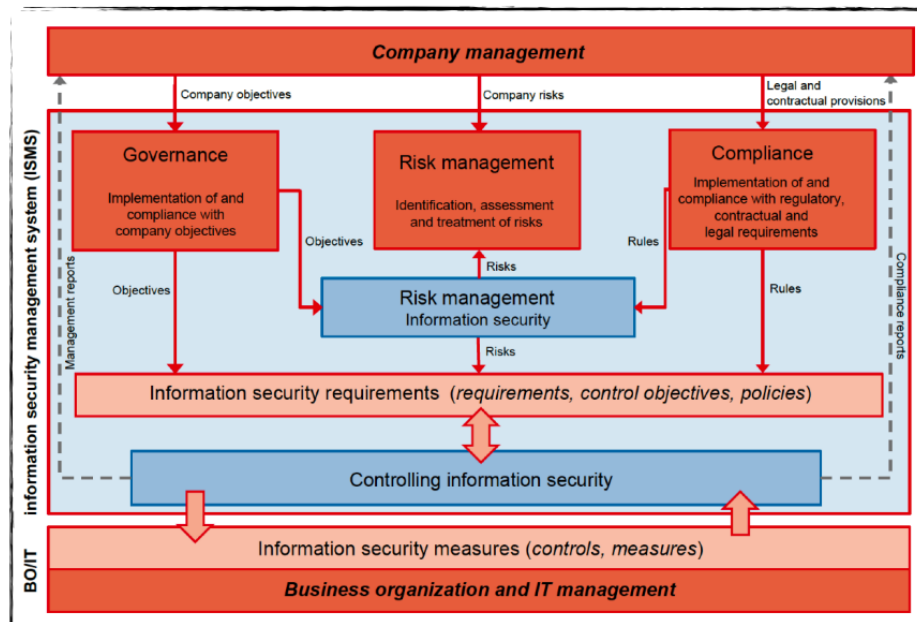 Company management
Company objectives
Company risks
Legal and
contractual provisions
information security management system (ISMS)
Management reports
Compliance reports
Governance
Implementation of and
compliance with
company objectives
Risk management
Identification, assessment
and treatment of risks
Compliance
Implementation of and
compliance with regulatory,
contractual and
legal requirements
Objectives
Rules
Risks
Objectives
Risk management
Information security
Rules
Risks
Information security requirements (requirements, control objectives, policies)
Controlling information security
BO/IT
Information security measures (controls, measures)
Business organization and IT management